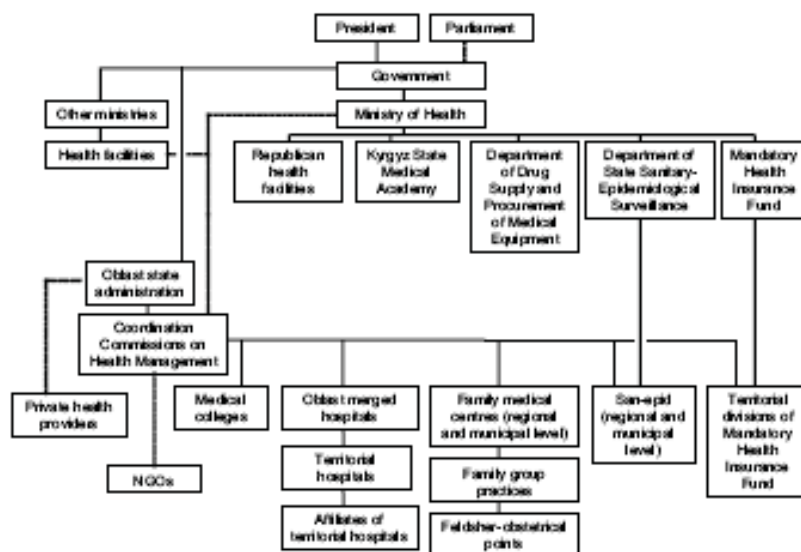 President
Parliament
Government
Other ministries
Ministry of Health
Health facilities
Republican
health
facilities
Kyrgyz State
Medical
Academy
Department
of Drug
Supply and
Procurement
of Medical
Equipment
Department of
State Sanitary-
Epidemiological
Surveillance
Mandatory
Health
Insurance
Fund
Oblast state
administration
Coordination
Commissions on
Health Management
Private health
providers
NGOs
Medical
colleges
Oblast merged
hospitals
Territorial
hospitals
Affiliates of
territorial hospitals
Family medical
centres (regional
and municipal level)
Family group
practices
Feldsher-obstetrical
points
San-epid
(regional and
municipal
level)
Territorial
divisions of
Mandatory
Health
Insurance
Fund